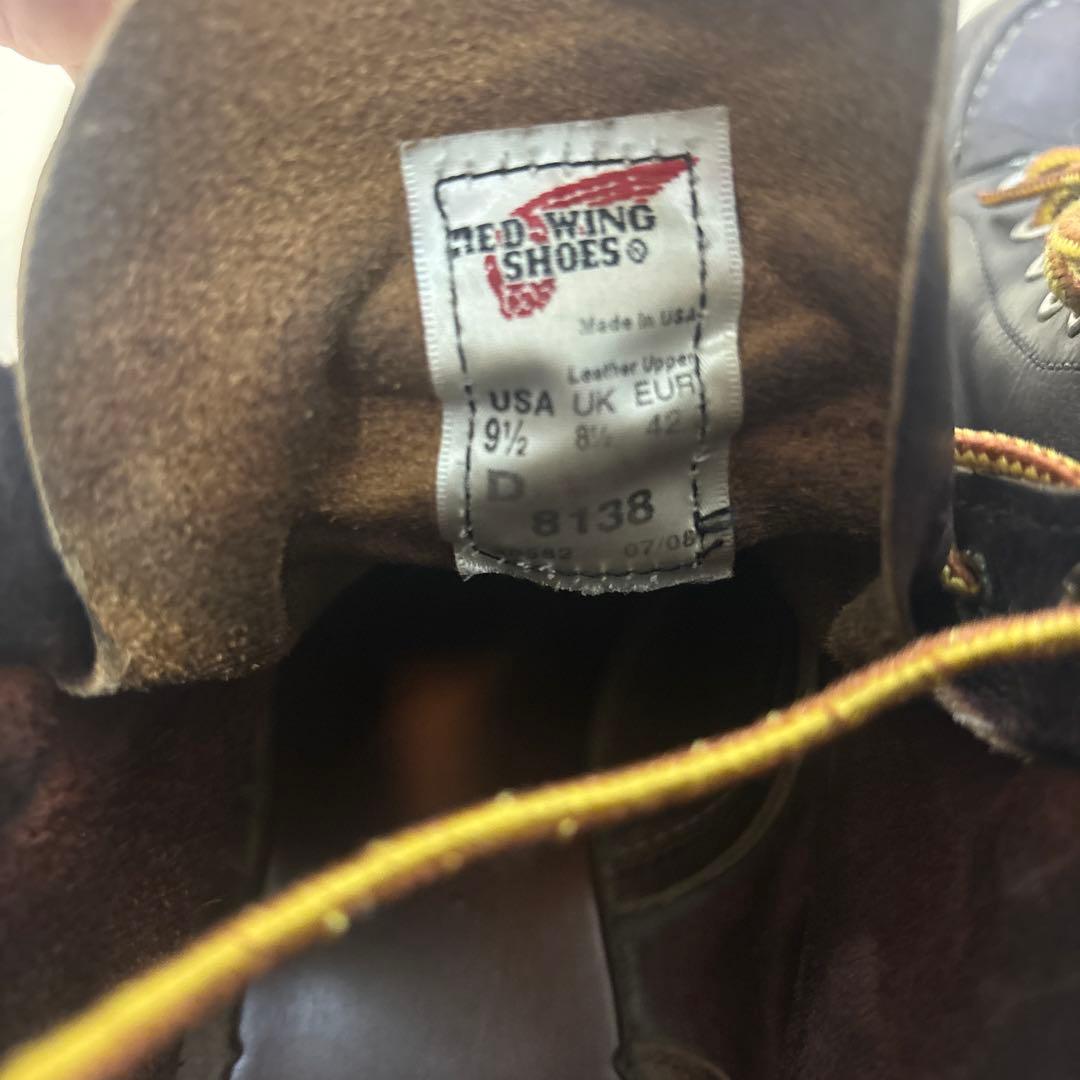 RED WING
SHOES
Made in USA
Leather Upper
USA UK EUR
9½ 8½ 42
D
8138
07/08